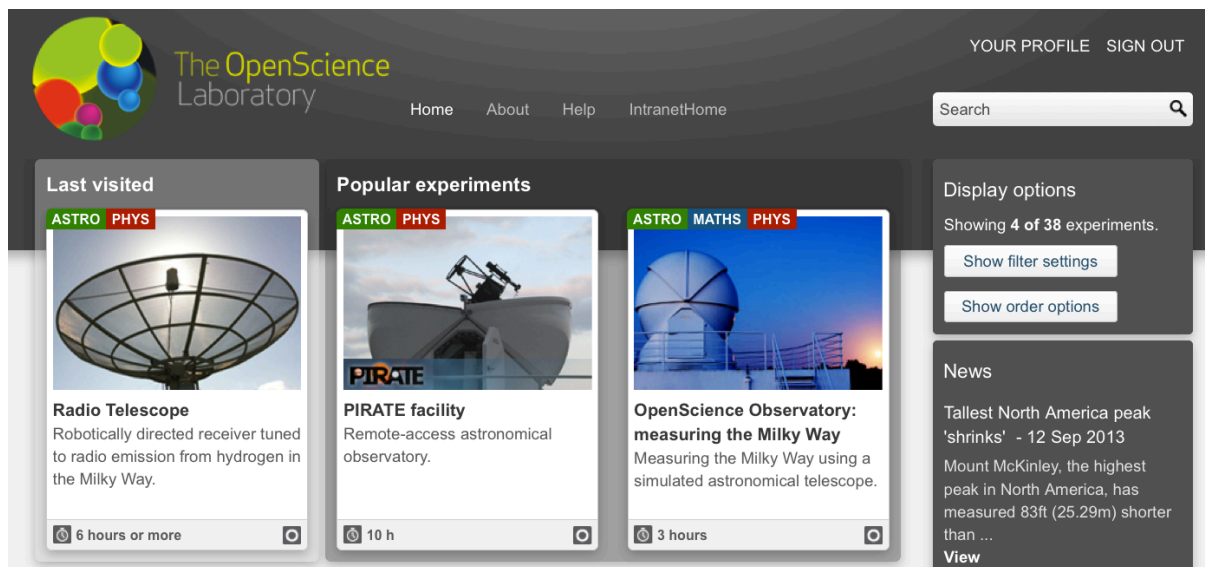 YOUR PROFILE SIGN OUT
The OpenScience
Laboratory
Home About Help IntranetHome
Search
Last visited
ASTRO PHYS
Radio Telescope
Robotically directed receiver tuned
to radio emission from hydrogen in
the Milky Way.
6 hours or more
Popular experiments
ASTRO PHYS
PIRATE
PIRATE facility
Remote-access astronomical
observatory.
10 h
ASTRO MATHS PHYS
OpenScience Observatory:
measuring the Milky Way
Measuring the Milky Way using a
simulated astronomical telescope.
3 hours
Display options
Showing 4 of 38 experiments.
Show filter settings
Show order options
News
Tallest North America peak
'shrinks' - 12 Sep 2013
Mount McKinley, the highest
peak in North America, has
measured 83ft (25.29m) shorter
than ...
View